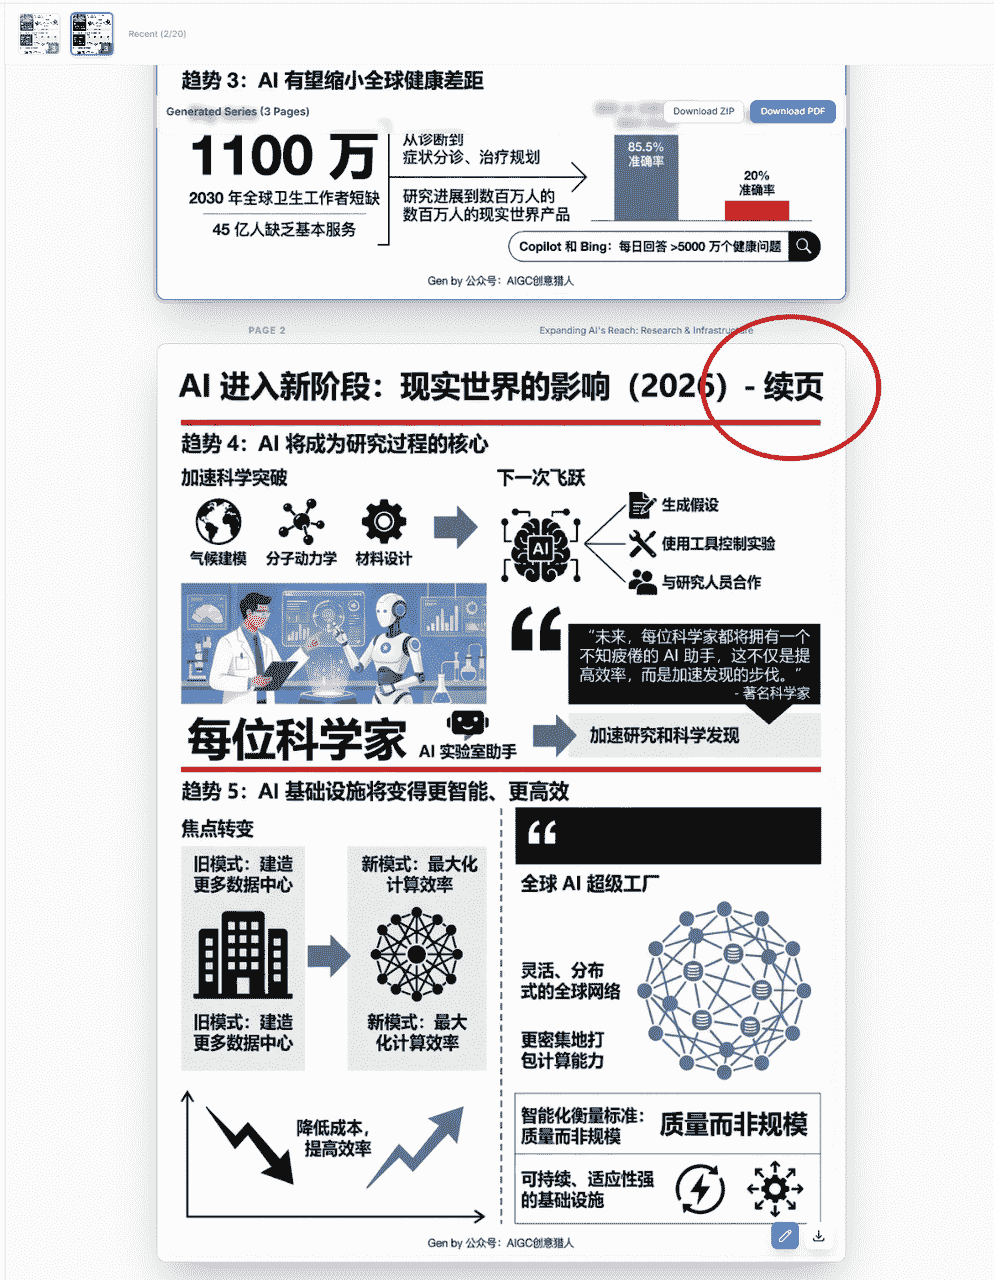 Recent (2/20)
趋势 3：AI 有望缩小全球健康差距
Generated Series (3 Pages)
Download ZIP
Download PDF
1100 万
2030 年全球卫生工作者短缺
45 亿人缺乏基本服务
从诊断到
症状分诊、治疗规划
研究进展到数百万人的
数百万人的现实世界产品
85.5%
准确率
20%
准确率
Copilot 和 Bing：每日回答 >5000 万个健康问题
Gen by 公众号：AIGC创意猎人
PAGE 2
Expanding AI's Reach: Research & Infrastructure
AI 进入新阶段：现实世界的影响（2026）- 续页
趋势 4：AI 将成为研究过程的核心
加速科学突破
气候建模
分子动力学
材料设计
下一次飞跃
AI
生成假设
使用工具控制实验
与研究人员合作
“未来，每位科学家都将拥有一个
不知疲倦的 AI 助手，这不仅是提
高效率，而是加速发现的步伐。”
- 著名科学家
每位科学家
AI 实验室助手
加速研究和科学发现
趋势 5：AI 基础设施将变得更智能、更高效
焦点转变
旧模式：建造
更多数据中心
新模式：最大化
计算效率
旧模式：建造
更多数据中心
新模式：最大
化计算效率
降低成本，
提高效率
全球 AI 超级工厂
灵活、分布
式的全球网络
更密集地打
包计算能力
智能化衡量标准：
质量而非规模
质量而非规模
可持续、适应性强
的基础设施
Gen by 公众号：AIGC创意猎人